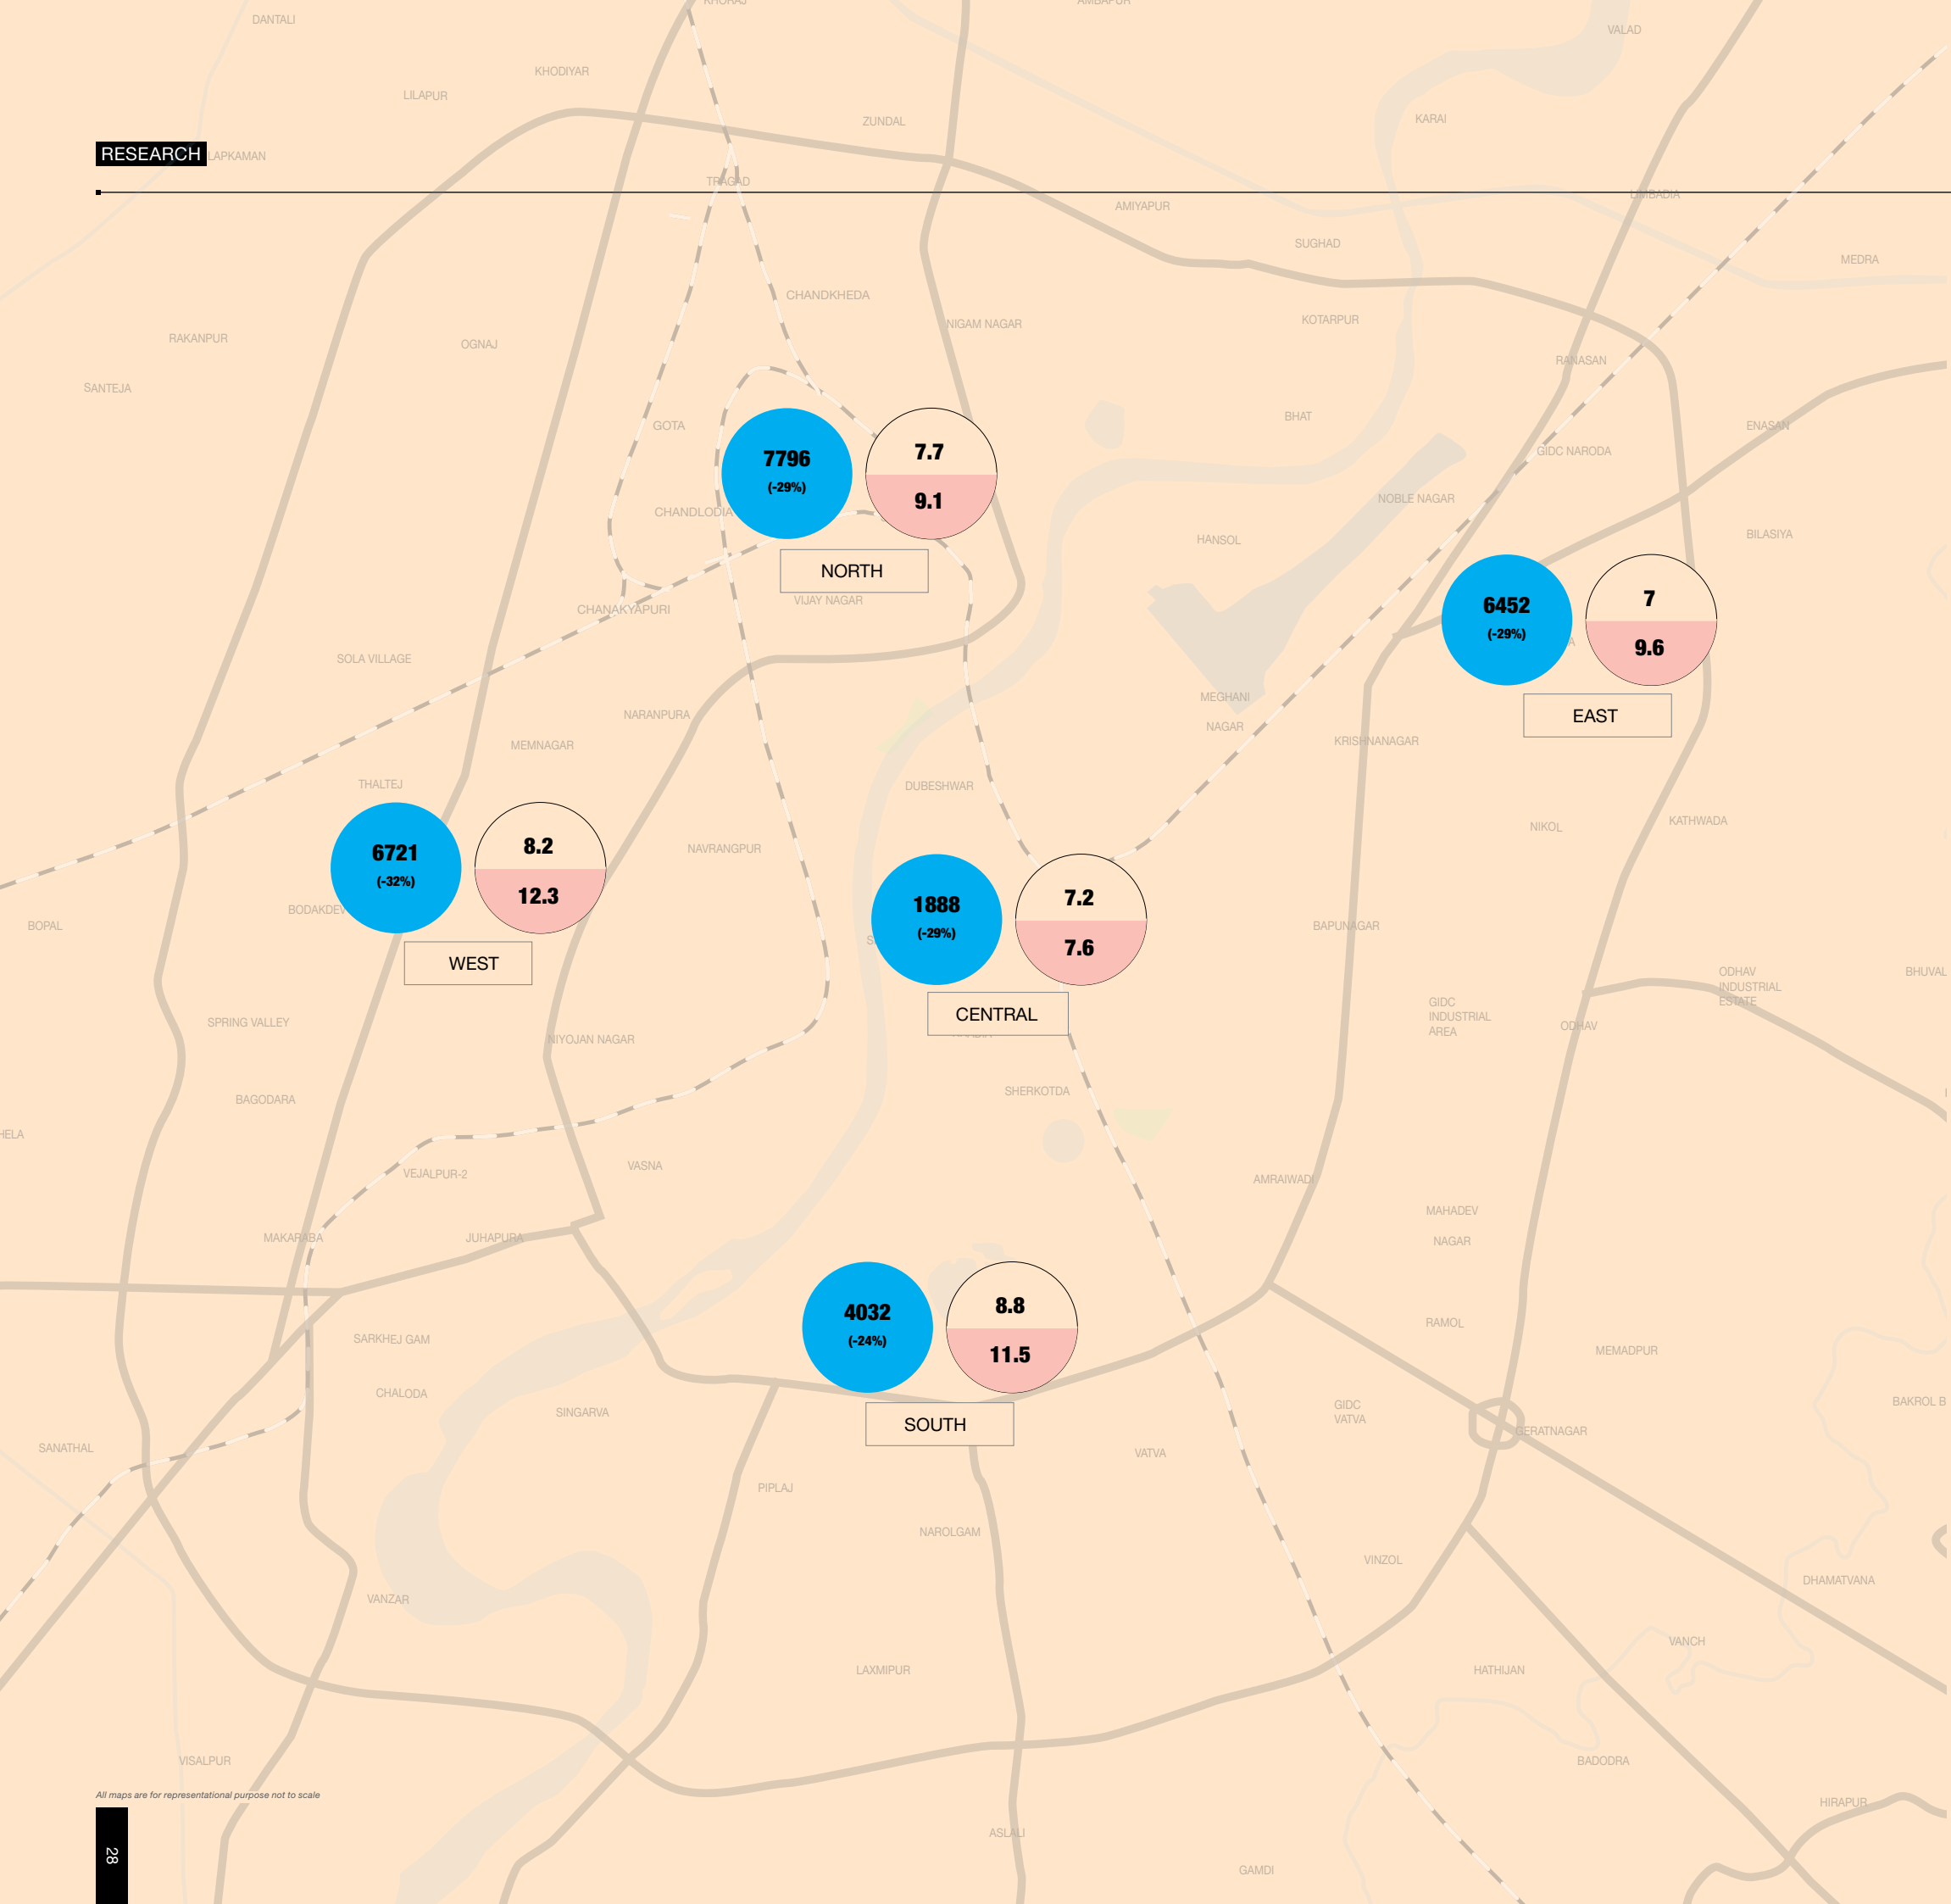 KHORAJ
AMBAPUR
DANTALI
VALAD
KHODIYAR
LILAPUR
ZUNDAL
KARAI
RESEARCH
LAPKAMAN
TRAGAD
LIMBADIA
AMIYAPUR
SUGHAD
MEDRA
CHANDKHEDA
NIGAM NAGAR
KOTARPUR
RAKANPUR
OGNAJ
RANASAN
SANTEJA
BHAT
GOTA
ENASAN
GIDC NARODA
7796
(-29%)
7.7
9.1
NOBLE NAGAR
CHANDLODIA
BILASIYA
HANSOL
NORTH
VIJAY NAGAR
CHANAKYAPURI
6452
(-29%)
7
9.6
SOLA VILLAGE
MEGHANI
NAGAR
NARANPURA
EAST
KRISHNANAGAR
MEMNAGAR
THALTEJ
DUBESHWAR
KATHWADA
NIKOL
NAVRANGPUR
6721
(-32%)
8.2
12.3
1888
(-29%)
7.2
7.6
BODAKDEV
BOPAL
BAPUNAGAR
WEST
ODHAV
INDUSTRIAL
ESTATE
BHUVAL
GIDC
INDUSTRIAL
AREA
CENTRAL
SPRING VALLEY
ODHAV
NIYOJAN NAGAR
SHERKOTDA
BAGODARA
HELA
VASNA
VEJALPUR-2
AMRAIWADI
MAHADEV
NAGAR
MAKARABA
JUHAPURA
4032
(-24%)
8.8
11.5
RAMOL
SARKHEJ GAM
MEMADPUR
CHALODA
BAKROL B
SINGARVA
GIDC
VATVA
SOUTH
GERATNAGAR
SANATHAL
VATVA
PIPLAJ
NAROLGAM
VINZOL
DHAMATVANA
VANZAR
VANCH
LAXMIPUR
HATHIJAN
VISALPUR
BADODRA
All maps are for representational purpose not to scale
HIRAPUR
28
ASLALI
GAMDI